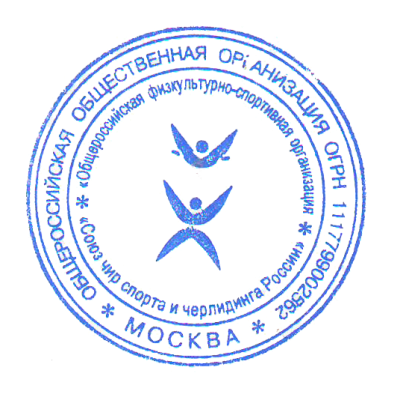 ОБЩЕРОССИЙСКАЯ ОБЩЕСТВЕННАЯ ОРГАНИЗАЦИЯ ОГРН 1117799002562
* МОСКВА *
* «Общероссийская физкультурно-спортивная организация *
«Союз чир спорта и черлидинга России»